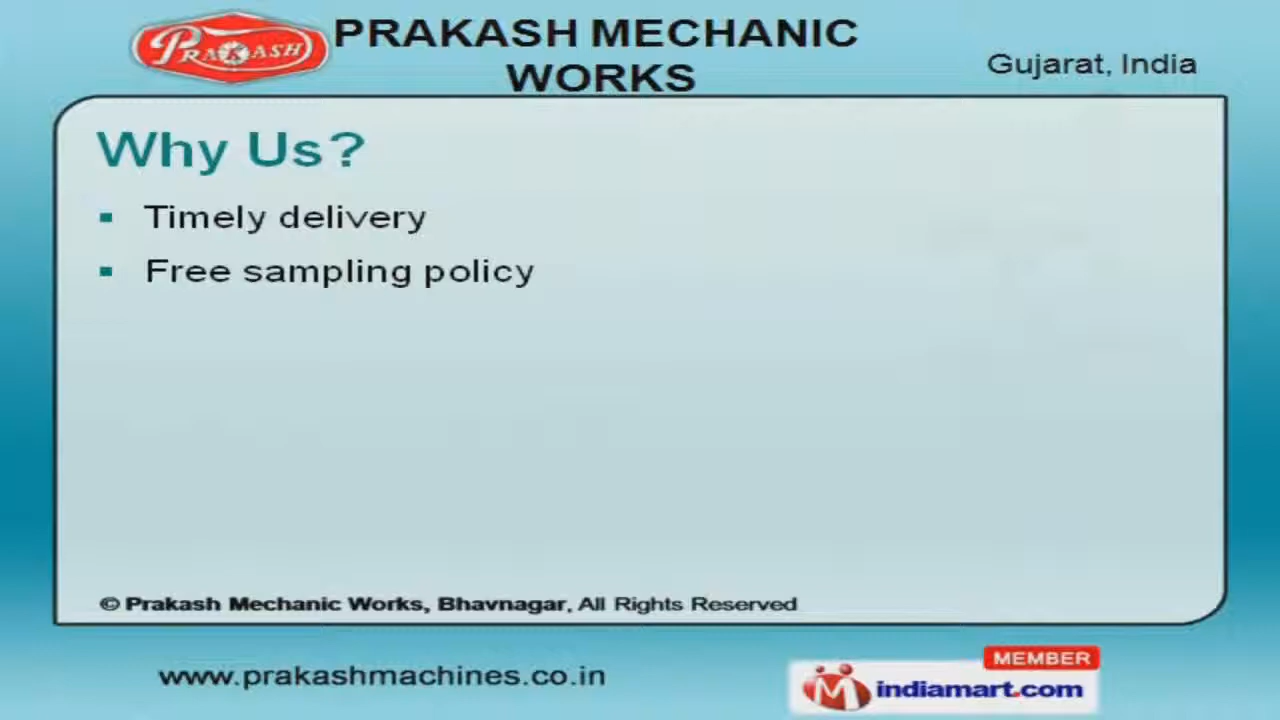 PRAKASH
PRAKASH MECHANIC
WORKS
Gujarat, India
Why Us?
▪ Timely delivery
▪ Free sampling policy
© Prakash Mechanic Works, Bhavnagar, All Rights Reserved
www.prakashmachines.co.in
MEMBER
indiamart.com